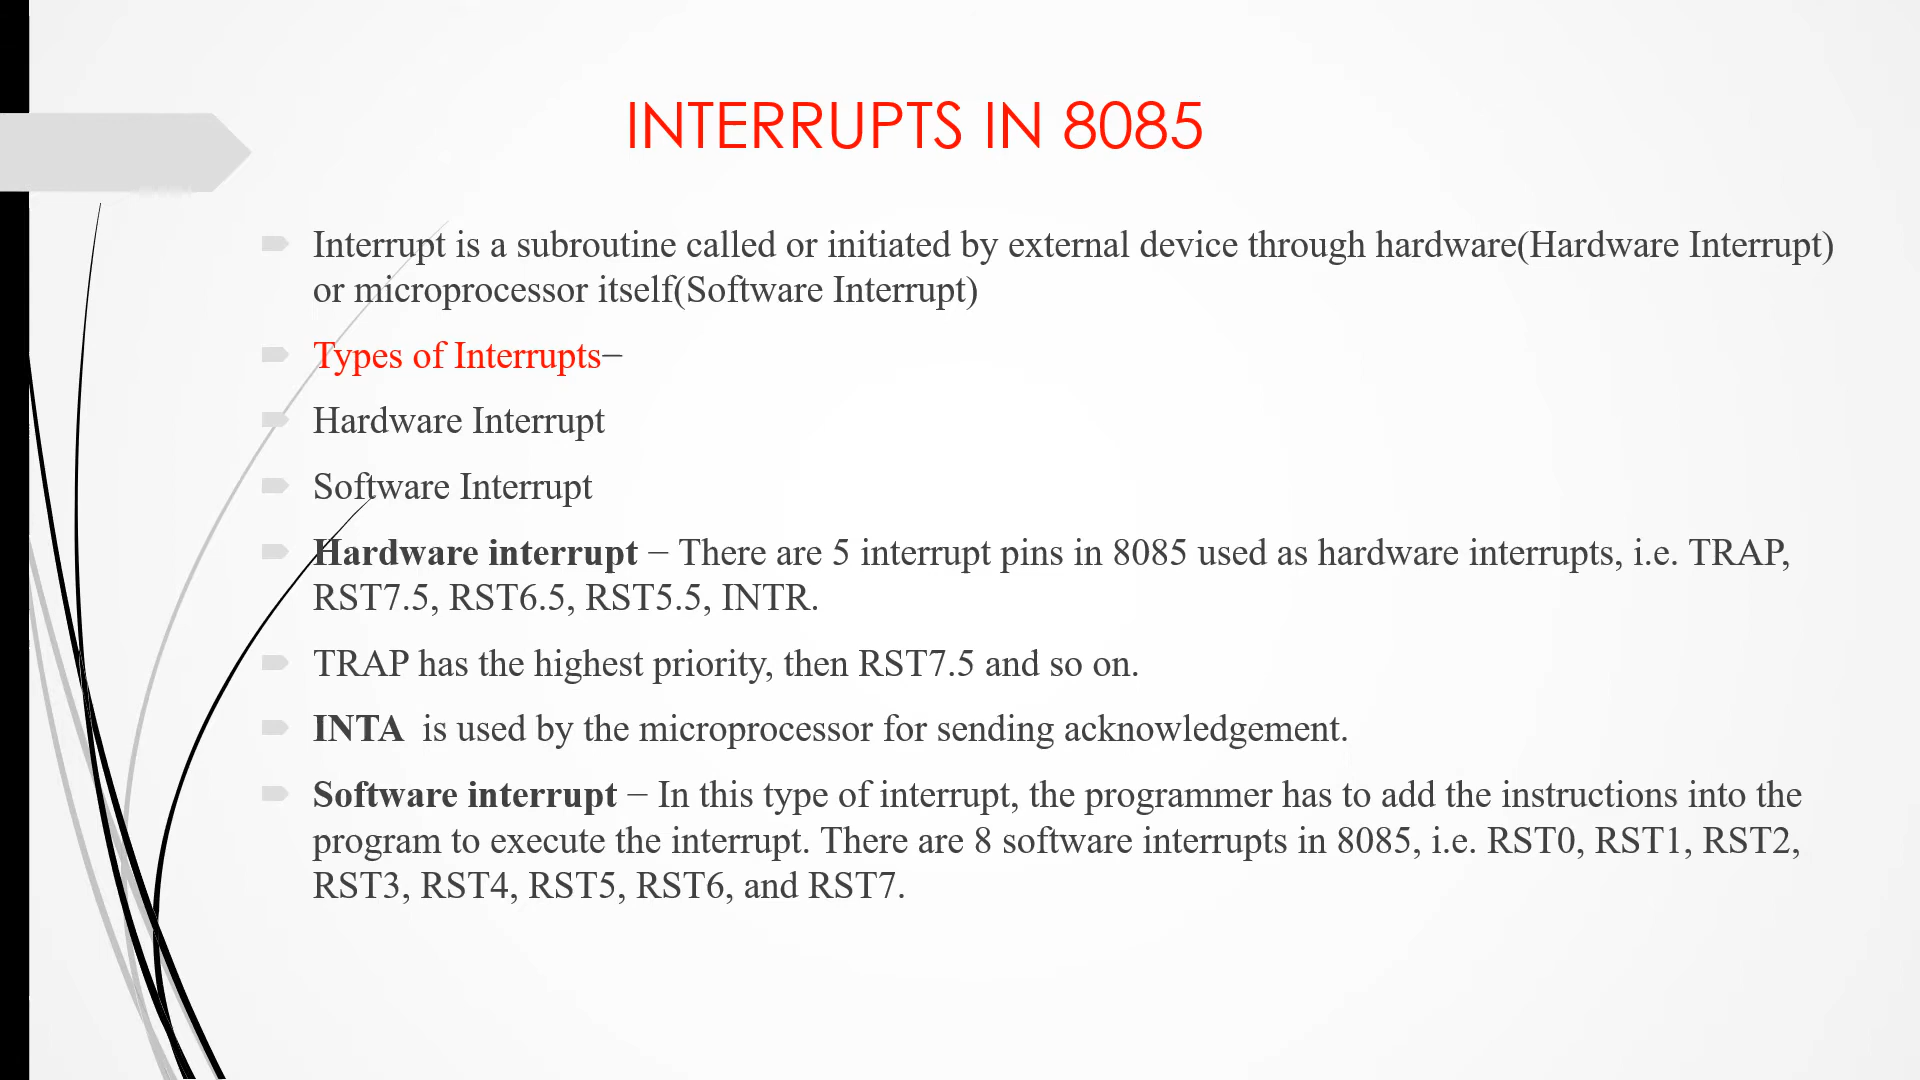 INTERRUPTS IN 8085
Interrupt is a subroutine called or initiated by external device through hardware(Hardware Interrupt)
or microprocessor itself(Software Interrupt)
Types of Interrupts−
Hardware Interrupt
Software Interrupt
Hardware interrupt − There are 5 interrupt pins in 8085 used as hardware interrupts, i.e. TRAP,
RST7.5, RST6.5, RST5.5, INTR.
TRAP has the highest priority, then RST7.5 and so on.
INTA is used by the microprocessor for sending acknowledgement.
Software interrupt − In this type of interrupt, the programmer has to add the instructions into the
program to execute the interrupt. There are 8 software interrupts in 8085, i.e. RST0, RST1, RST2,
RST3, RST4, RST5, RST6, and RST7.